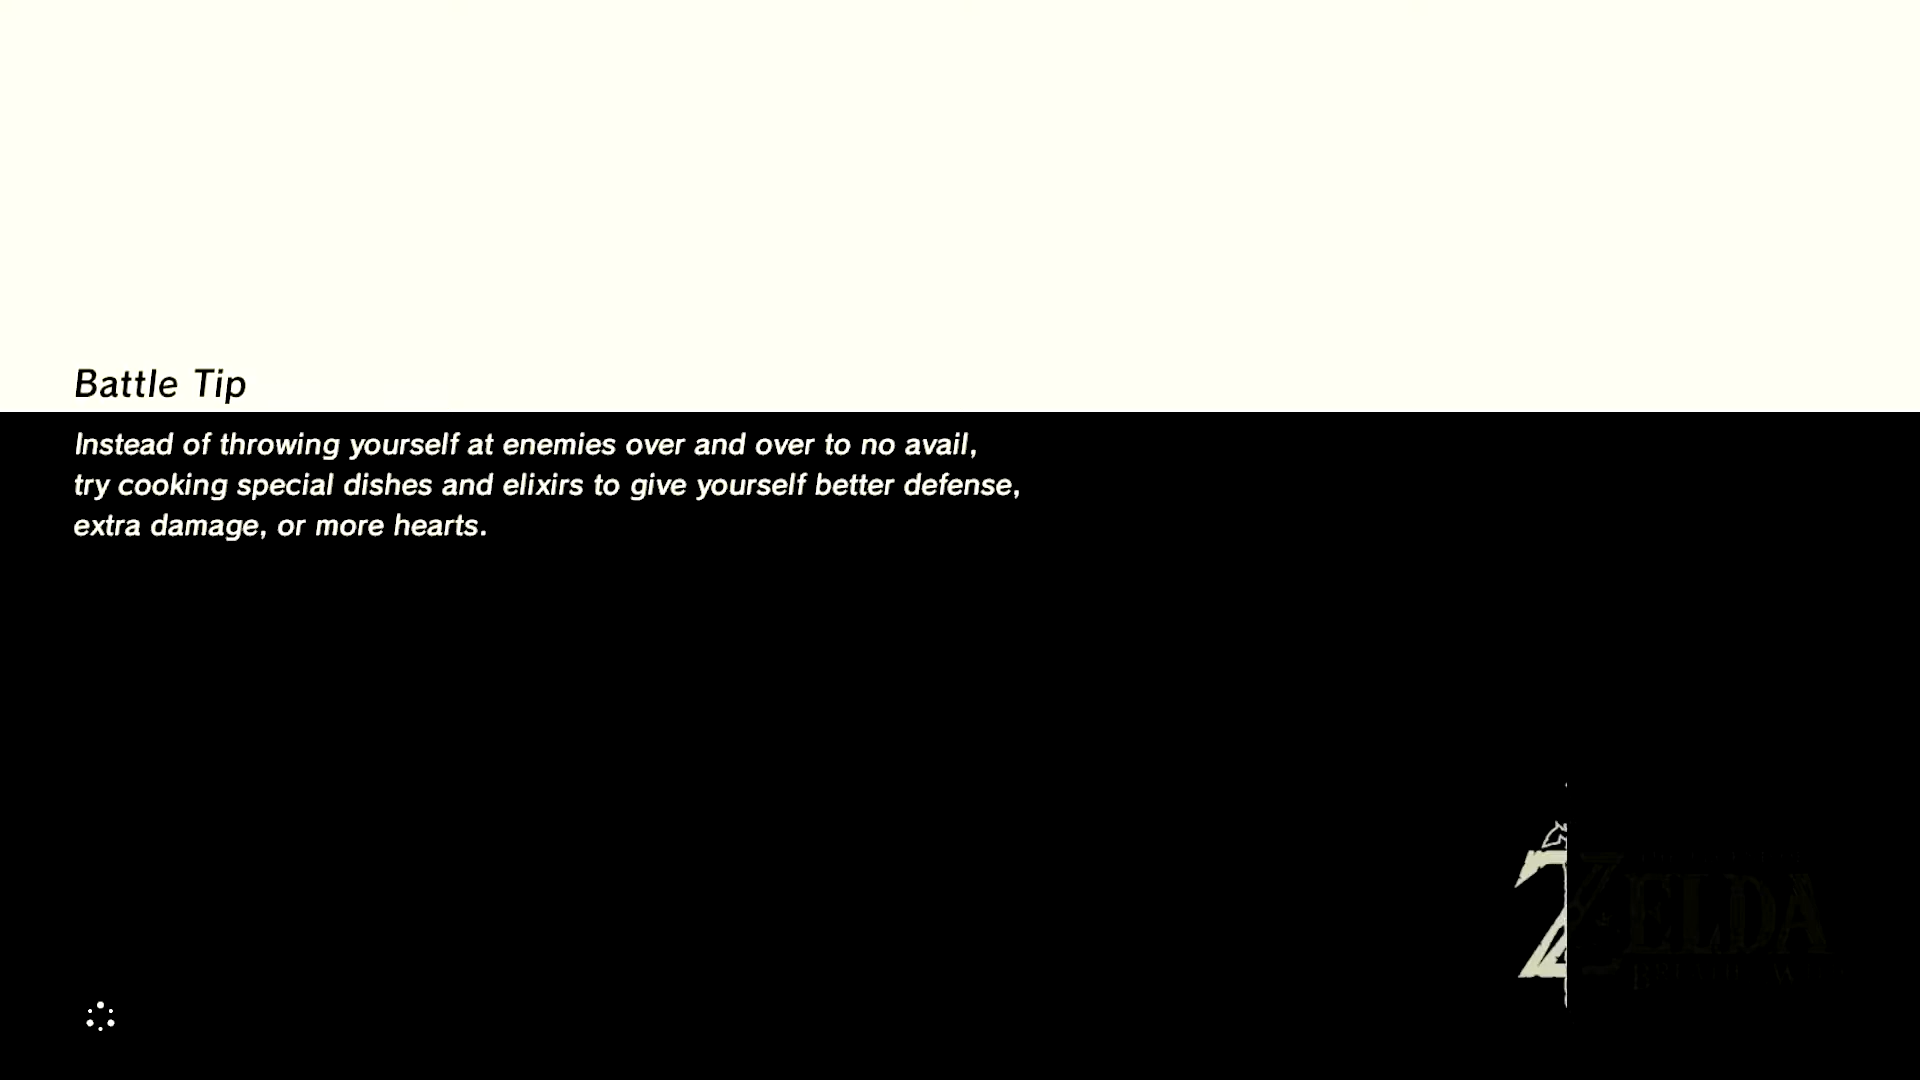 Battle Tip
Instead of throwing yourself at enemies over and over to no avail,
try cooking special dishes and elixirs to give yourself better defense,
extra damage, or more hearts.
ZELDA